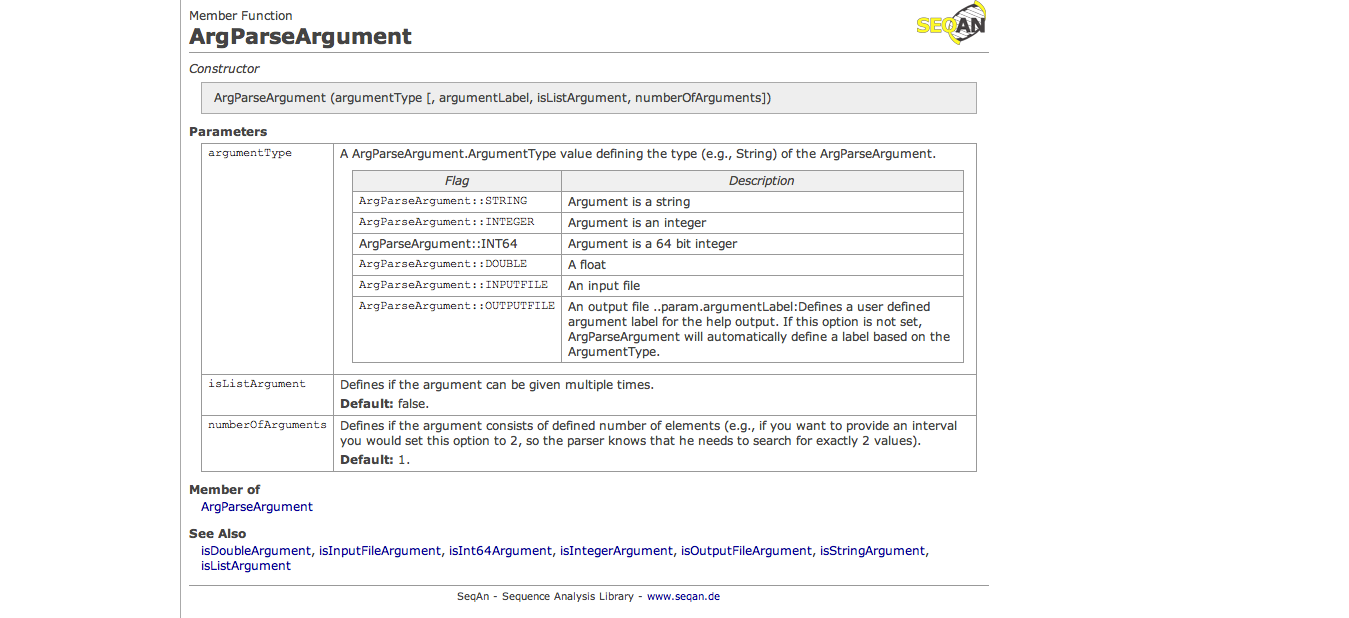 Member Function
ArgParseArgument
SEQAN
Constructor
ArgParseArgument (argumentType [, argumentLabel, isListArgument, numberOfArguments])
Parameters
argumentType
A ArgParseArgument.ArgumentType value defining the type (e.g., String) of the ArgParseArgument.
Flag Description
ArgParseArgument::STRING Argument is a string
ArgParseArgument::INTEGER Argument is an integer
ArgParseArgument::INT64 Argument is a 64 bit integer
ArgParseArgument::DOUBLE A float
ArgParseArgument::INPUTFILE An input file
ArgParseArgument::OUTPUTFILE An output file ..param.argumentLabel:Defines a user defined
argument label for the help output. If this option is not set,
ArgParseArgument will automatically define a label based on the
ArgumentType.
isListArgument Defines if the argument can be given multiple times.
Default: false.
numberOfArguments Defines if the argument consists of defined number of elements (e.g., if you want to provide an interval
you would set this option to 2, so the parser knows that he needs to search for exactly 2 values).
Default: 1.
Member of
ArgParseArgument
See Also
isDoubleArgument, isInputFileArgument, isInt64Argument, isIntegerArgument, isOutputFileArgument, isStringArgument,
isListArgument
SeqAn - Sequence Analysis Library - www.seqan.de